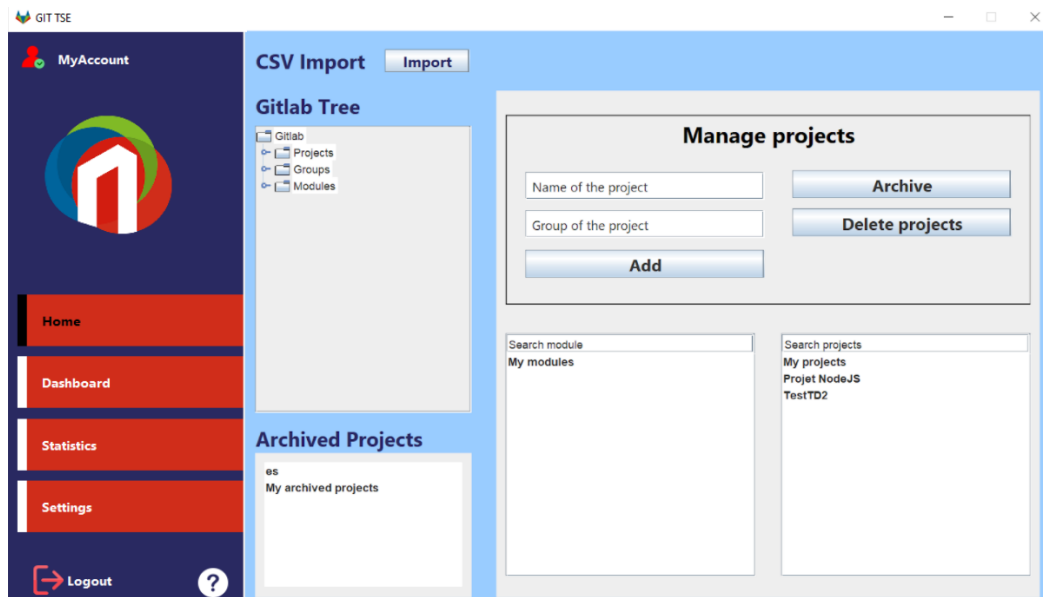 GIT TSE
MyAccount
Home
Dashboard
Statistics
Settings
Logout
?
CSV Import
Import
Gitlab Tree
Gitlab
Projects
Groups
Modules
Archived Projects
es
My archived projects
Manage projects
Name of the project
Archive
Group of the project
Delete projects
Add
Search module
My modules
Search projects
My projects
Projet NodeJS
TestTD2